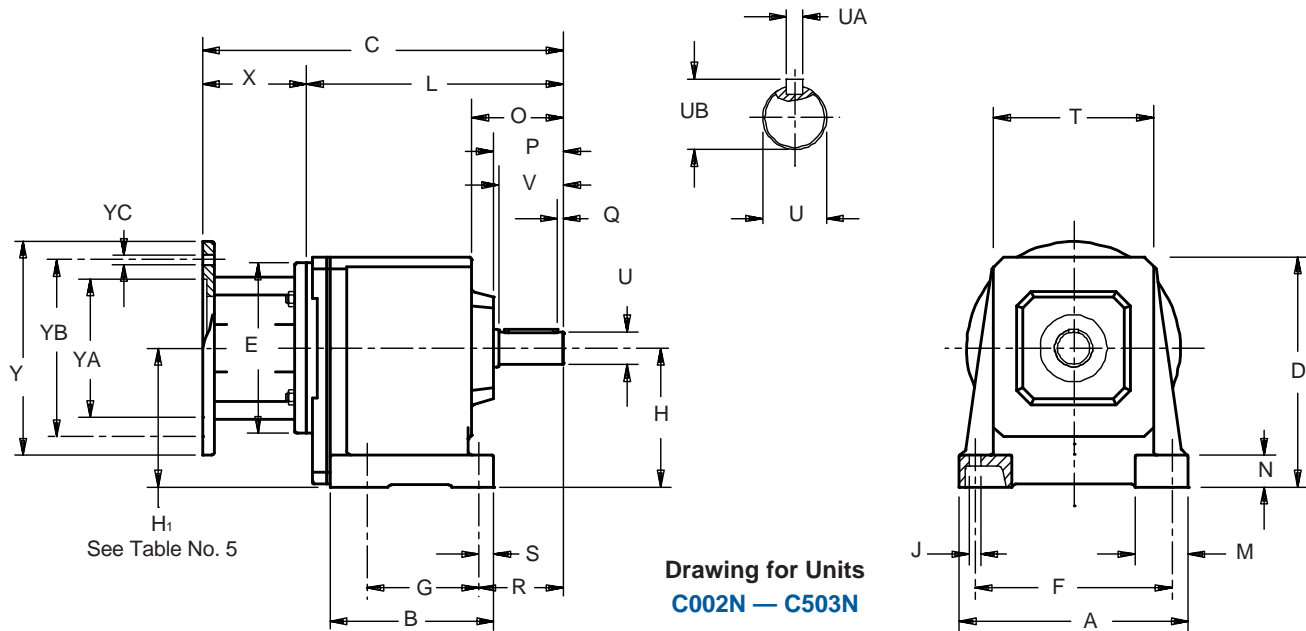 UA
C
X
L
UB
O
T
P
V
YC
Q
U
U
YB
YA
E
Y
D
H
N
H₁
See Table No. 5
S
J
M
Drawing for Units
G
R
F
C002N — C503N
B
A